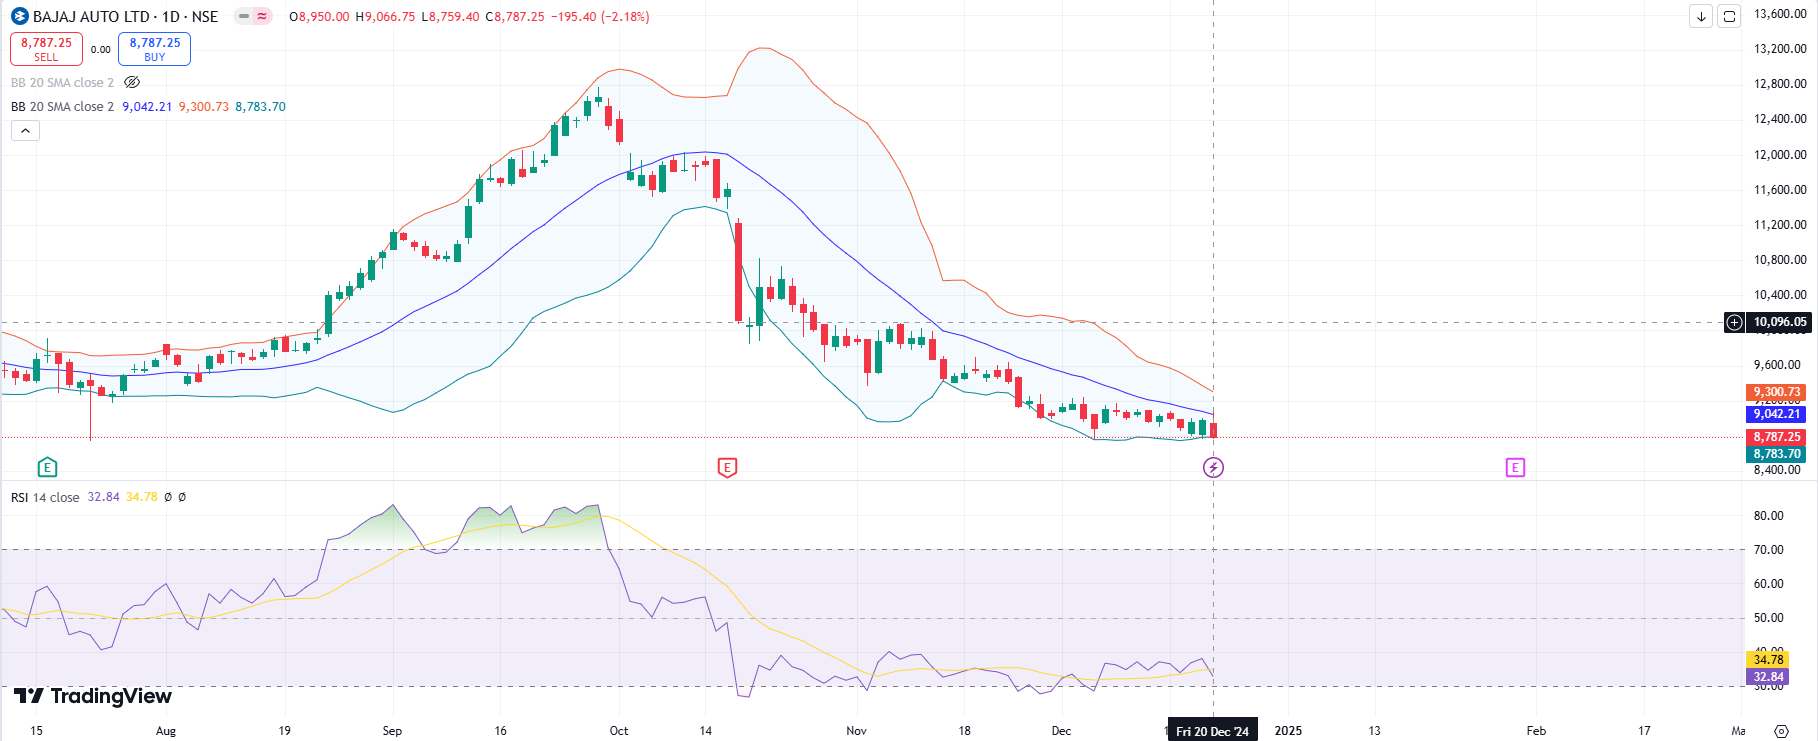 BAJAJ AUTO LTD · 1D · NSE O8,950.00 H9,066.75 L8,759.40 C8,787.25 −195.40 (−2.18%)
8,787.25 SELL 0.00 8,787.25 BUY
BB 20 SMA close 2
BB 20 SMA close 2 9,042.21 9,300.73 8,783.70
13,600.00
13,200.00
12,800.00
12,400.00
12,000.00
11,600.00
11,200.00
10,800.00
10,400.00
10,096.05
9,600.00
9,300.73
9,042.21
8,787.25
8,783.70
8,400.00
E E E
RSI 14 close 32.84 34.78 Ø Ø
80.00
70.00
60.00
50.00
34.78
32.84
30.00
TradingView
15 Aug 19 Sep 16 Oct 14 Nov 18 Dec Fri 20 Dec '24 2025 13 Feb 17 Ma